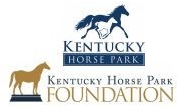 KENTUCKY
HORSE PARK
KENTUCKY HORSE PARK
FOUNDATION